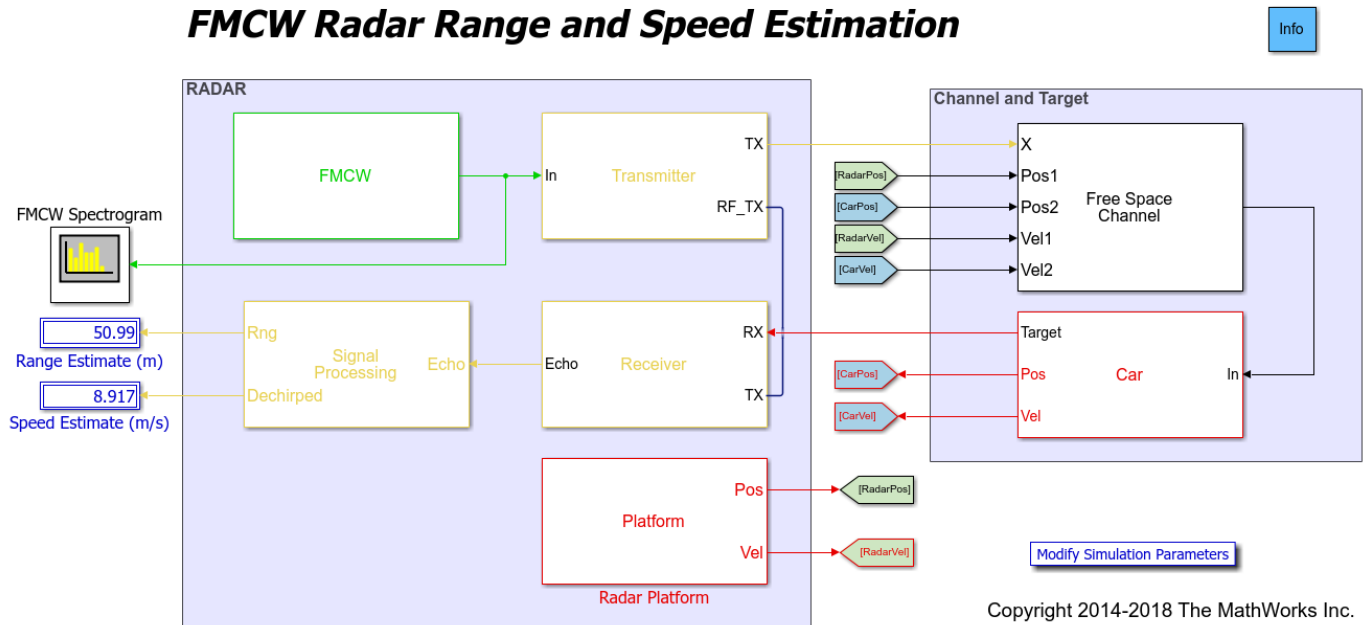 FMCW Radar Range and Speed Estimation
Info
RADAR
FMCW
In
Transmitter
TX
RF_TX
FMCW Spectrogram
50.99
Range Estimate (m)
8.917
Speed Estimate (m/s)
Rng
Signal
Processing
Echo
Dechirped
Echo
Receiver
RX
TX
Platform
Pos
Vel
Radar Platform
[RadarPos]
[RadarVel]
Channel and Target
[RadarPos]
[CarPos]
[RadarVel]
[CarVel]
X
Pos1
Pos2
Vel1
Vel2
Free Space
Channel
Target
Pos
Vel
Car
In
[CarPos]
[CarVel]
Modify Simulation Parameters
Copyright 2014-2018 The MathWorks Inc.